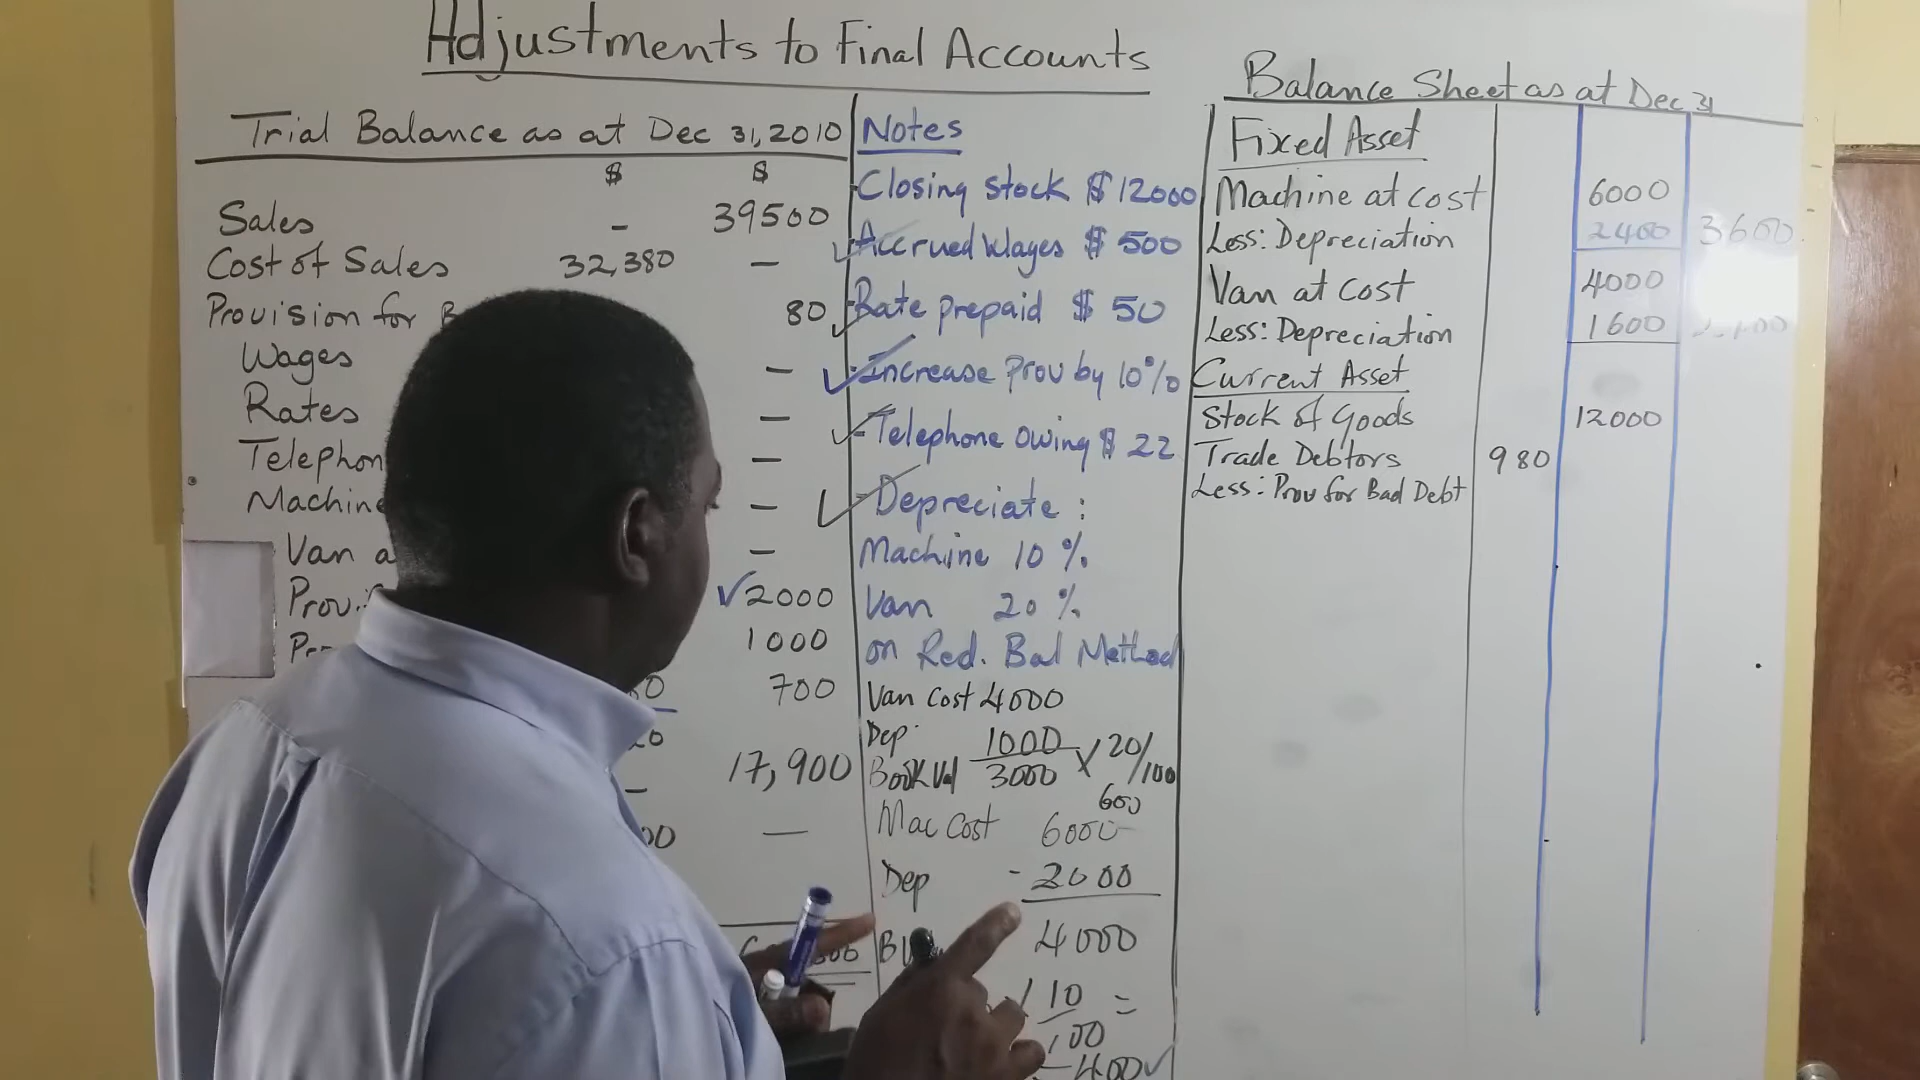 Adjustments to Final Accounts
Trial Balance as at Dec 31, 2010
$ $
Sales - 39500
Cost of Sales 32,380 -
Provision for 80
Wages -
Rates -
Telephon -
Machine -
Van a -
Prov. ✓2000
1000
700
17,900
-
00 -
Notes
-Closing stock $ 12000
✓-Accrued Wages $ 500
✓-Rate prepaid $ 50
✓-Increase Prov by 10%
✓-Telephone owing $ 22
✓-Depreciate :
Machine 10 %
Van 20 %
on Red. Bal Method
Van Cost 4000
Dep. 1000
Book Val 3000 × 20/100
600
Mac Cost 6000
Dep - 2000
4000
10 =
100
400✓
Balance Sheet as at Dec 31
Fixed Asset
Machine at cost 6000
Less: Depreciation 2400 3600
Van at cost 4000
Less: Depreciation 1600
Current Asset
Stock of Goods 12000
Trade Debtors 980
Less: Prov for Bad Debt